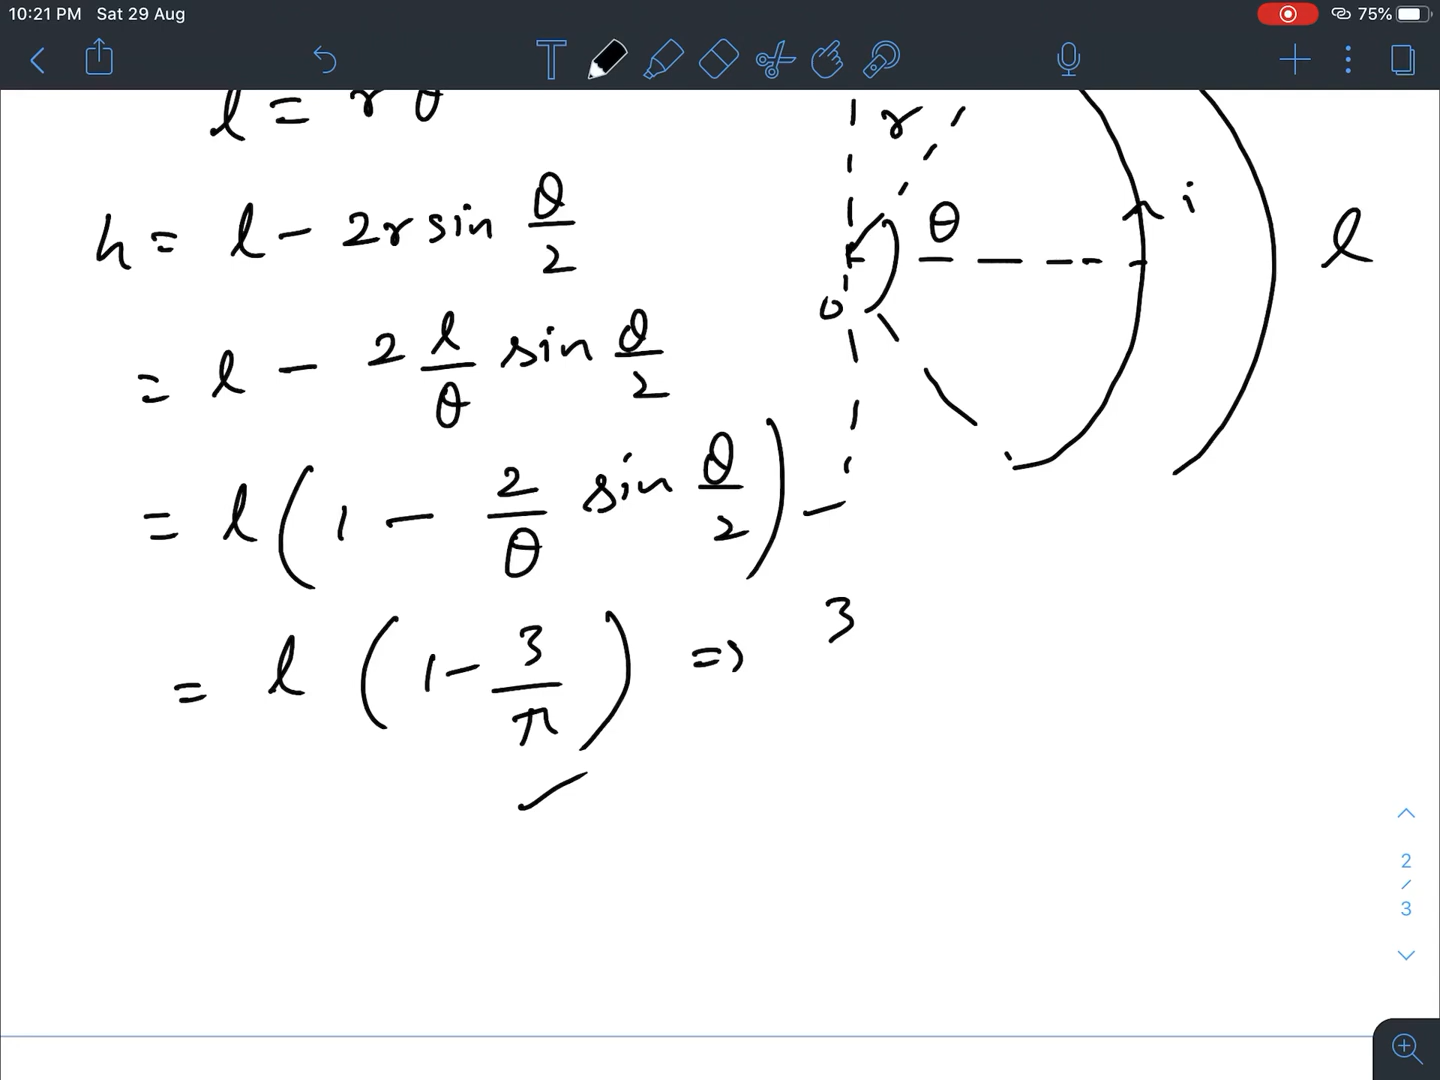 10:21 PM Sat 29 Aug 75%
l = rθ
h = l - 2r sin θ/2
= l - 2 l/θ sin θ/2
= l(1 - 2/θ sin θ/2) -
= l (1 - 3/π) => 3
r
θ
i
l
O
2
/
3